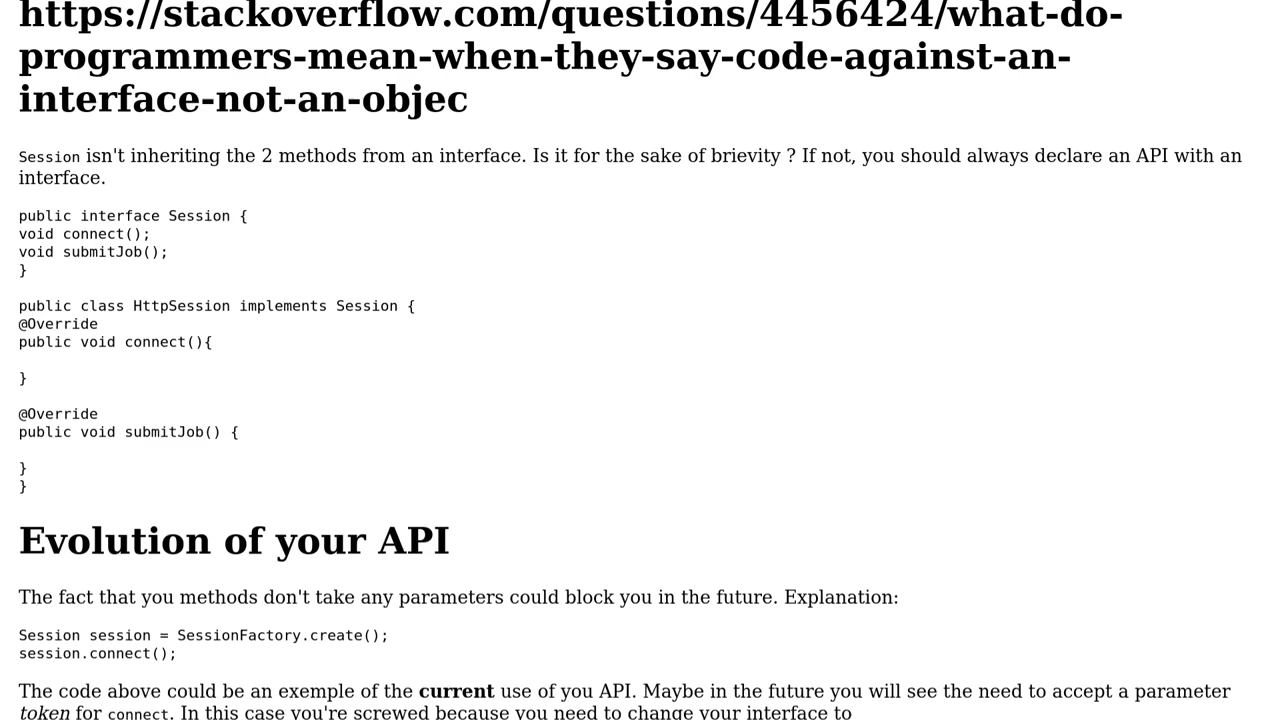 https://stackoverflow.com/questions/4456424/what-do-
programmers-mean-when-they-say-code-against-an-
interface-not-an-objec
Session isn't inheriting the 2 methods from an interface. Is it for the sake of brievity ? If not, you should always declare an API with an
interface.
public interface Session {
void connect();
void submitJob();
}
public class HttpSession implements Session {
@Override
public void connect(){
}
@Override
public void submitJob() {
}
}
Evolution of your API
The fact that you methods don't take any parameters could block you in the future. Explanation:
Session session = SessionFactory.create();
session.connect();
The code above could be an exemple of the current use of you API. Maybe in the future you will see the need to accept a parameter
token for connect. In this case you're screwed because you need to change your interface to